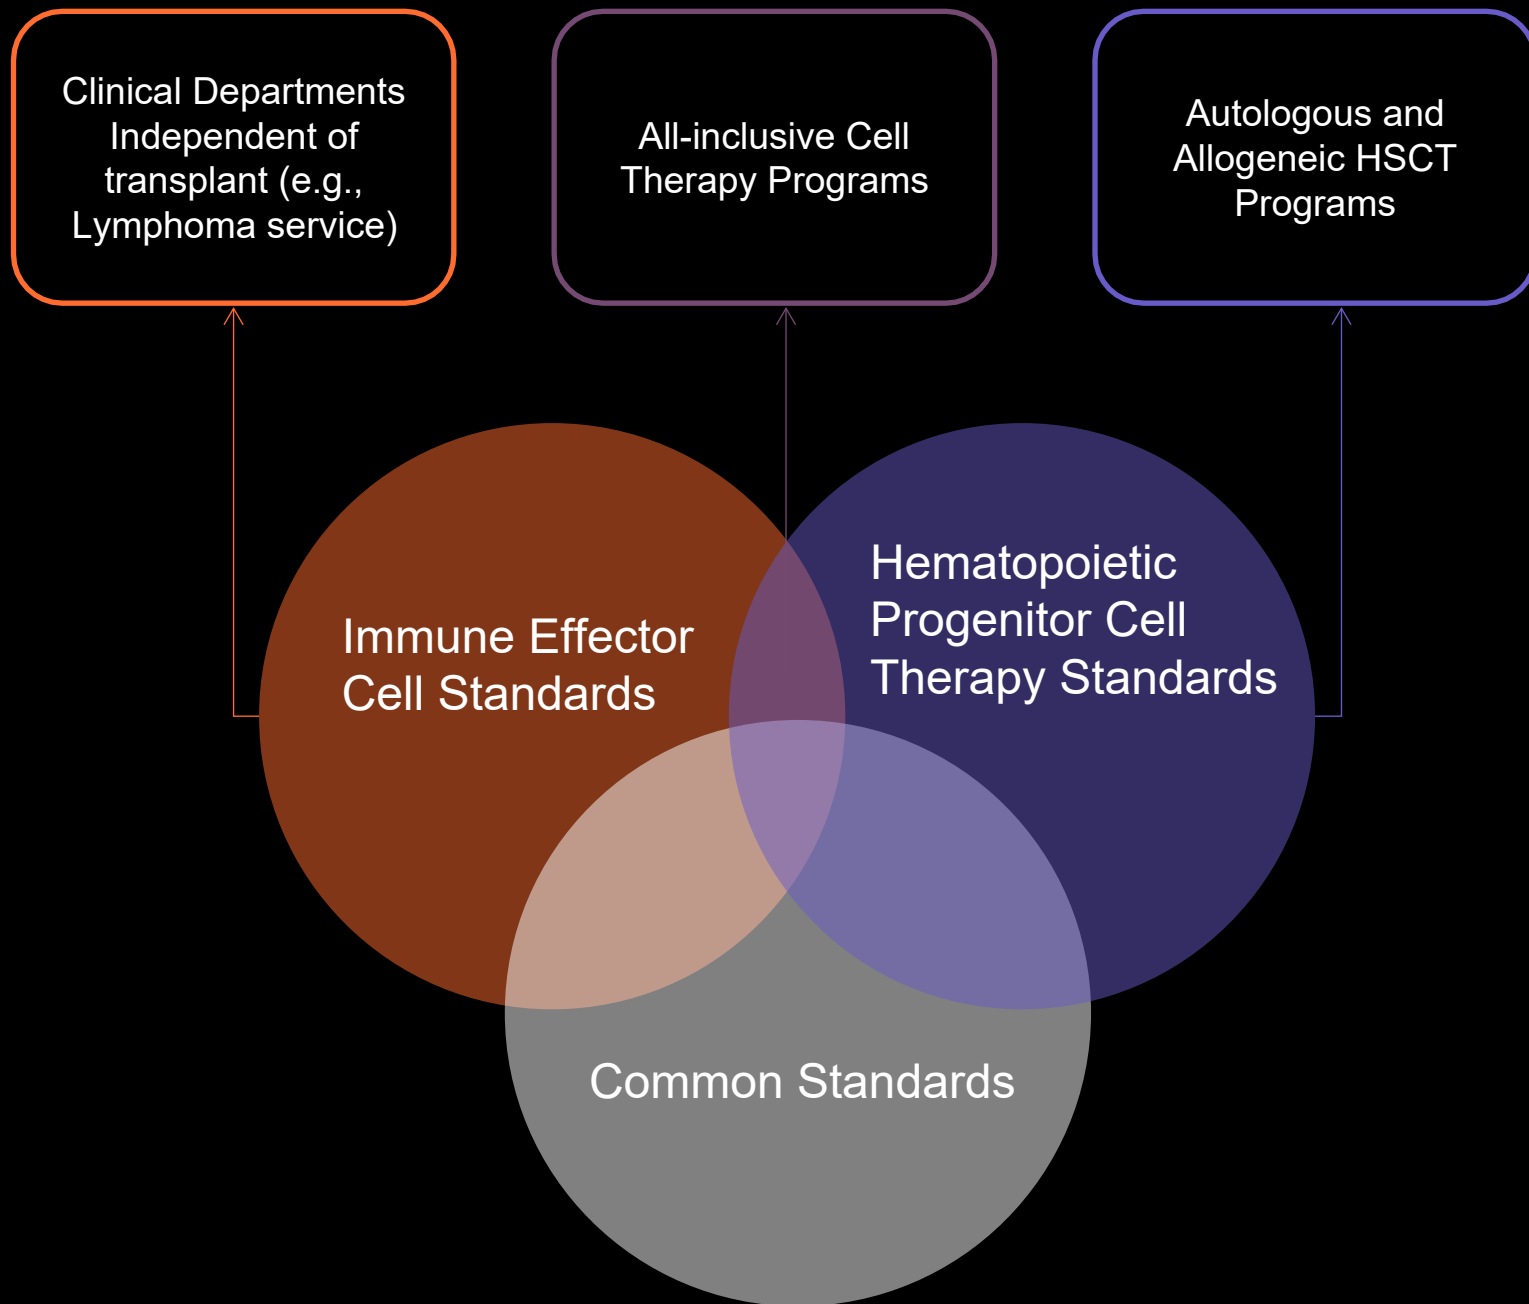 Clinical Departments
Independent of
transplant (e.g.,
Lymphoma service)
All-inclusive Cell
Therapy Programs
Autologous and
Allogeneic HSCT
Programs
Immune Effector
Cell Standards
Hematopoietic
Progenitor Cell
Therapy Standards
Common Standards